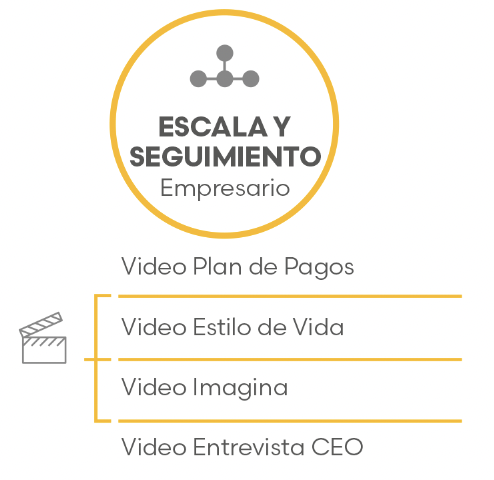 ESCALA Y
SEGUIMIENTO
Empresario
Video Plan de Pagos
Video Estilo de Vida
Video Imagina
Video Entrevista CEO